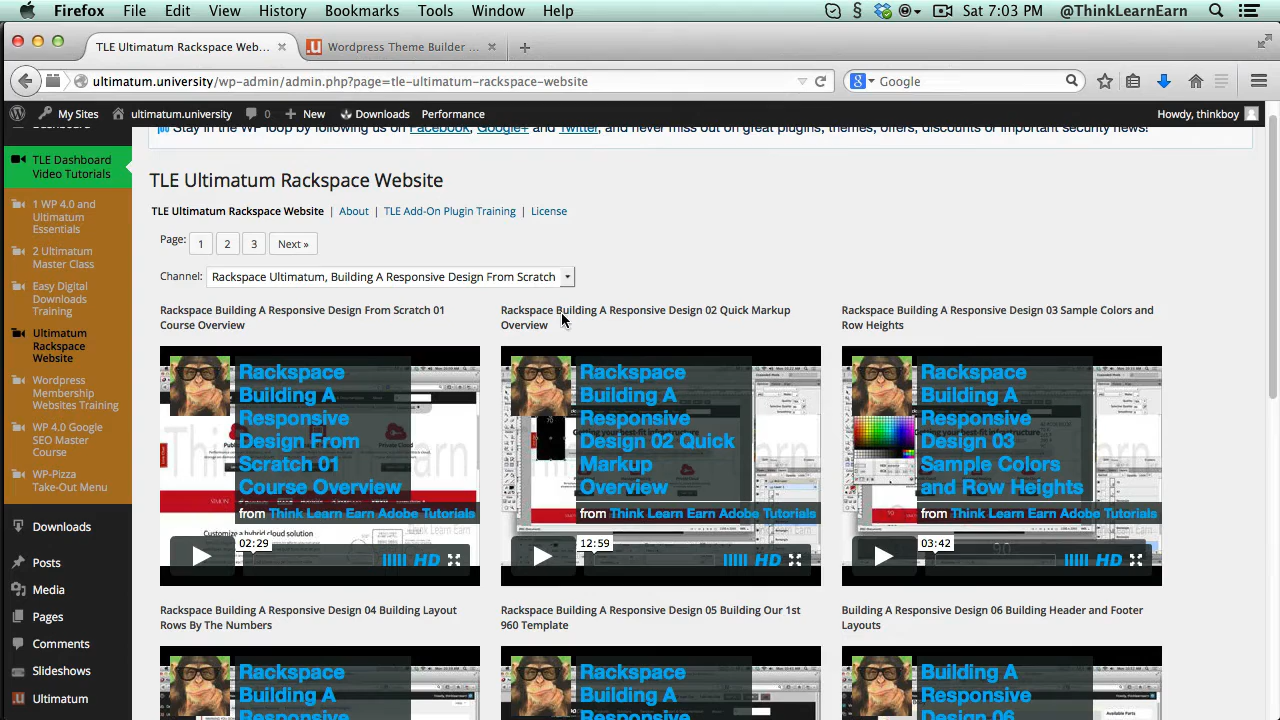 Firefox File Edit View History Bookmarks Tools Window Help Sat 7:03 PM @ThinkLearnEarn
TLE Ultimatum Rackspace Web... Wordpress Theme Builder ...
ultimatum.university/wp-admin/admin.php?page=tle-ultimatum-rackspace-website Google
My Sites ultimatum.university 0 New Downloads Performance Howdy, thinkboy
Stay in the WP loop by following us on Facebook, Google+ and Twitter, and never miss out on great plugins, themes, offers, discounts or important security news!
TLE Dashboard
Video Tutorials
1 WP 4.0 and
Ultimatum
Essentials
2 Ultimatum
Master Class
Easy Digital
Downloads
Training
Ultimatum
Rackspace
Website
Wordpress
Membership
Websites Training
WP 4.0 Google
SEO Master
Course
WP-Pizza
Take-Out Menu
Downloads
Posts
Media
Pages
Comments
Slideshows
Ultimatum
TLE Ultimatum Rackspace Website
TLE Ultimatum Rackspace Website | About | TLE Add-On Plugin Training | License
Page: 1 2 3 Next »
Channel: Rackspace Ultimatum, Building A Responsive Design From Scratch
Rackspace Building A Responsive Design From Scratch 01
Course Overview
Rackspace
Building A
Responsive
Design From
Scratch 01
Course Overview
from Think Learn Earn Adobe Tutorials
02:29
HD
Rackspace Building A Responsive Design 02 Quick Markup
Overview
Rackspace
Building A
Responsive
Design 02 Quick
Markup
Overview
from Think Learn Earn Adobe Tutorials
12:59
HD
Rackspace Building A Responsive Design 03 Sample Colors and
Row Heights
Rackspace
Building A
Responsive
Design 03
Sample Colors
and Row Heights
from Think Learn Earn Adobe Tutorials
03:42
HD
Rackspace Building A Responsive Design 04 Building Layout
Rows By The Numbers
Rackspace
Building A
Responsive
Rackspace Building A Responsive Design 05 Building Our 1st
960 Template
Rackspace
Building A
Responsive
Building A Responsive Design 06 Building Header and Footer
Layouts
Building A
Responsive
Design 06